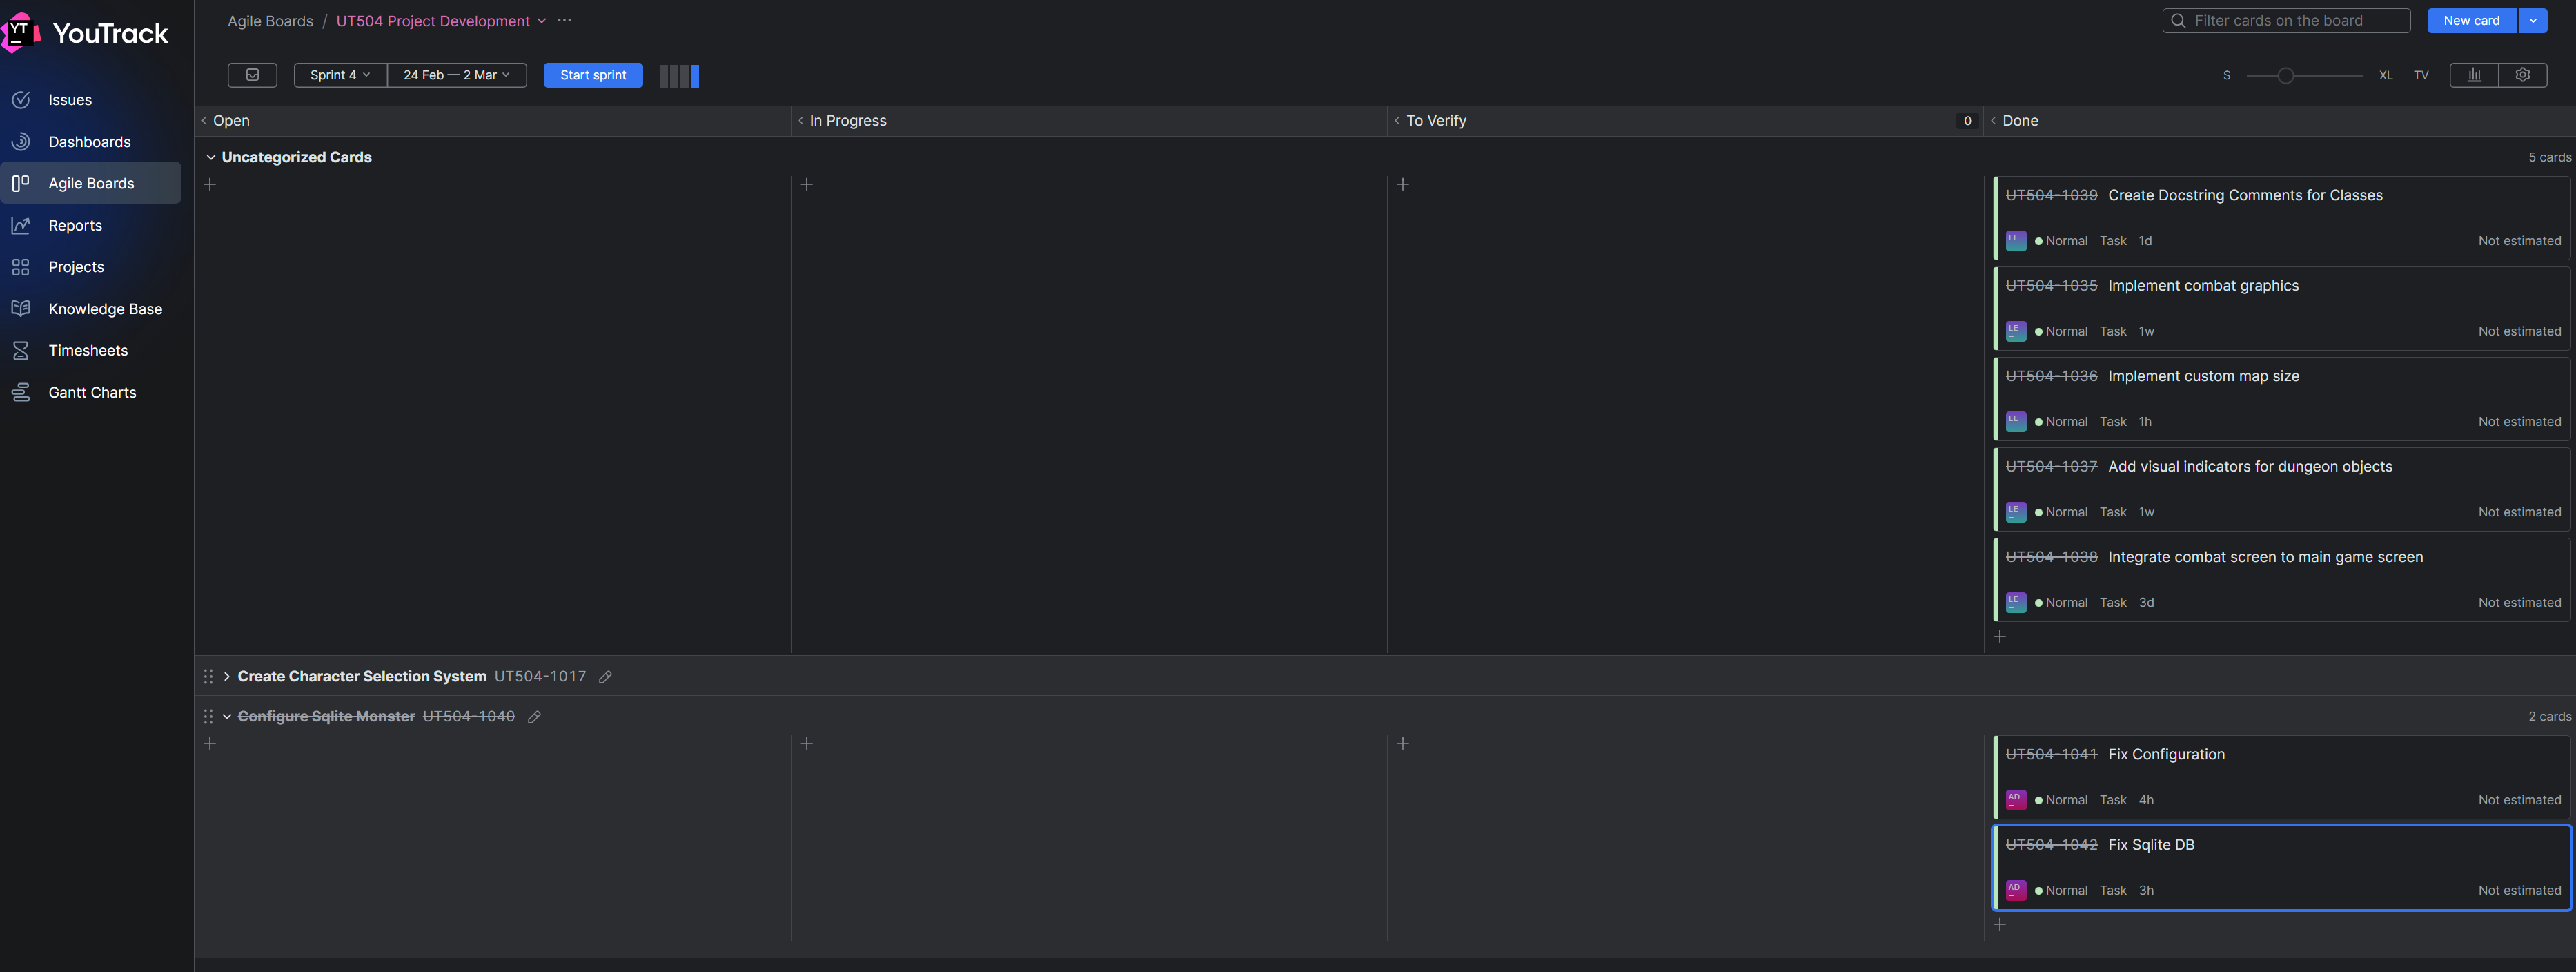 YT
YouTrack
Issues
Dashboards
Agile Boards
Reports
Projects
Knowledge Base
Timesheets
Gantt Charts
Agile Boards / UT504 Project Development
Filter cards on the board
New card
Sprint 4
24 Feb — 2 Mar
Start sprint
S
XL
TV
Open
In Progress
To Verify
0
Done
Uncategorized Cards
5 cards
UT504-1039 Create Docstring Comments for Classes
LE Normal Task 1d Not estimated
UT504-1035 Implement combat graphics
LE Normal Task 1w Not estimated
UT504-1036 Implement custom map size
LE Normal Task 1h Not estimated
UT504-1037 Add visual indicators for dungeon objects
LE Normal Task 1w Not estimated
UT504-1038 Integrate combat screen to main game screen
LE Normal Task 3d Not estimated
Create Character Selection System UT504-1017
Configure Sqlite Monster UT504-1040
2 cards
UT504-1041 Fix Configuration
AD Normal Task 4h Not estimated
UT504-1042 Fix Sqlite DB
AD Normal Task 3h Not estimated